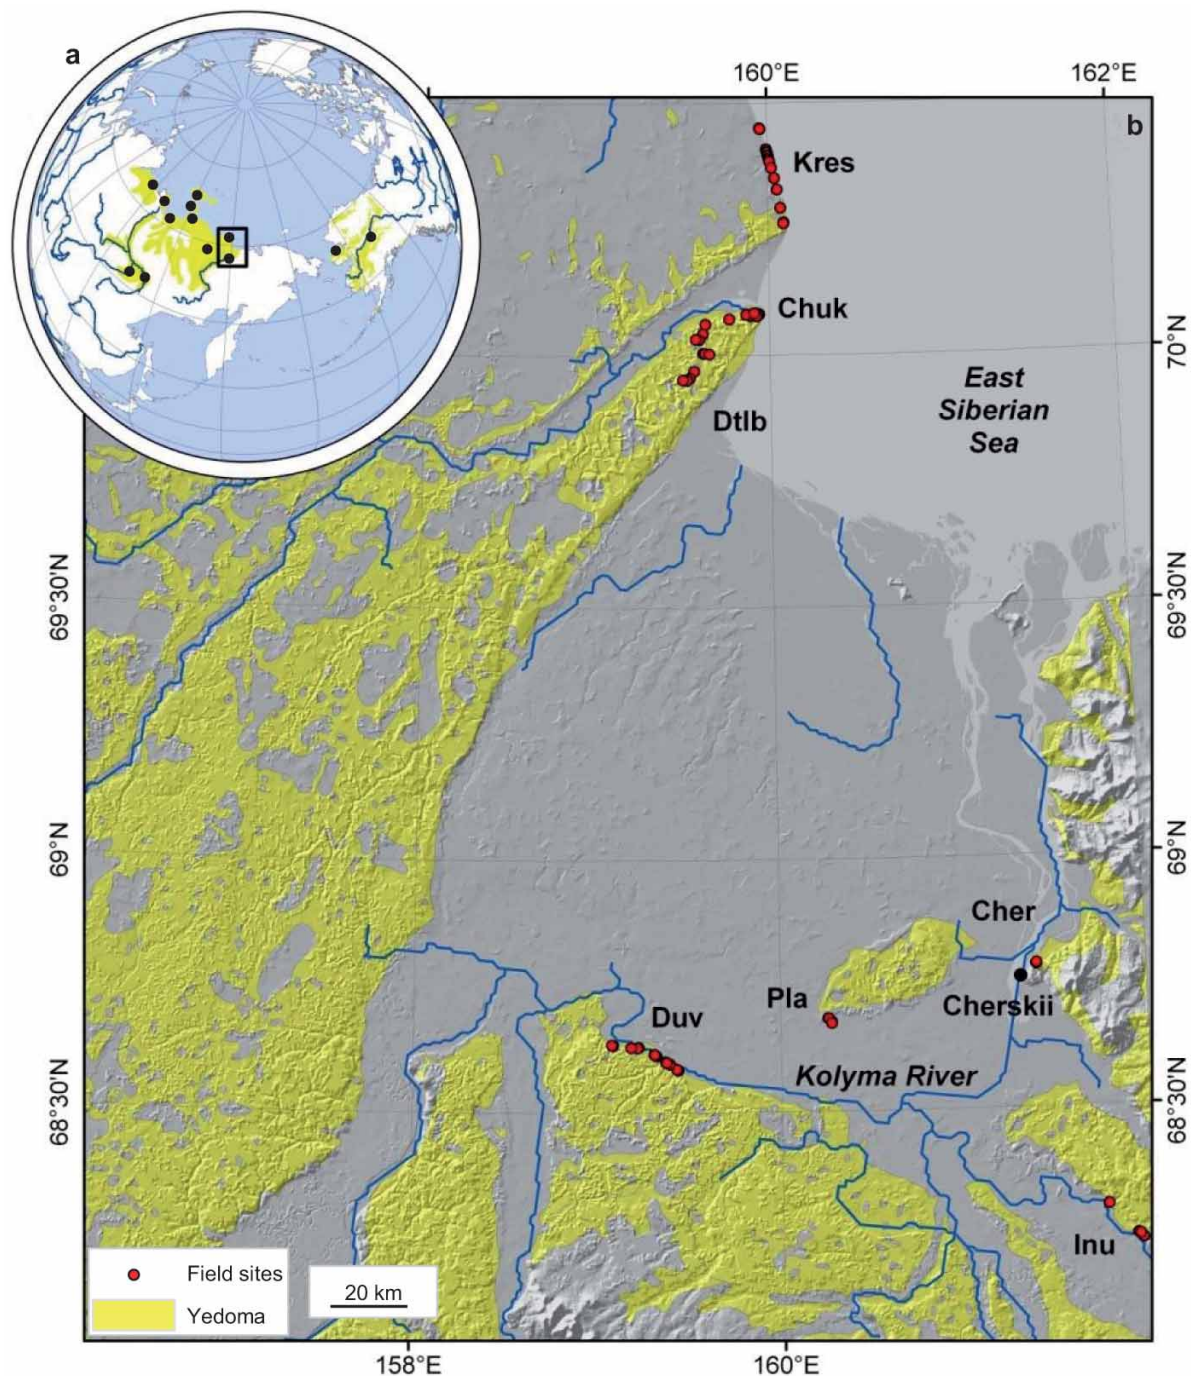 a
160°E
162°E
b
Kres
Chuk
70°N
East
Siberian
Sea
Dtlb
69°30'N
69°30'N
69°N
69°N
Cher
Pla
Cherskii
Duv
Kolyma River
68°30'N
68°30'N
Inu
Field sites
Yedoma
20 km
158°E
160°E